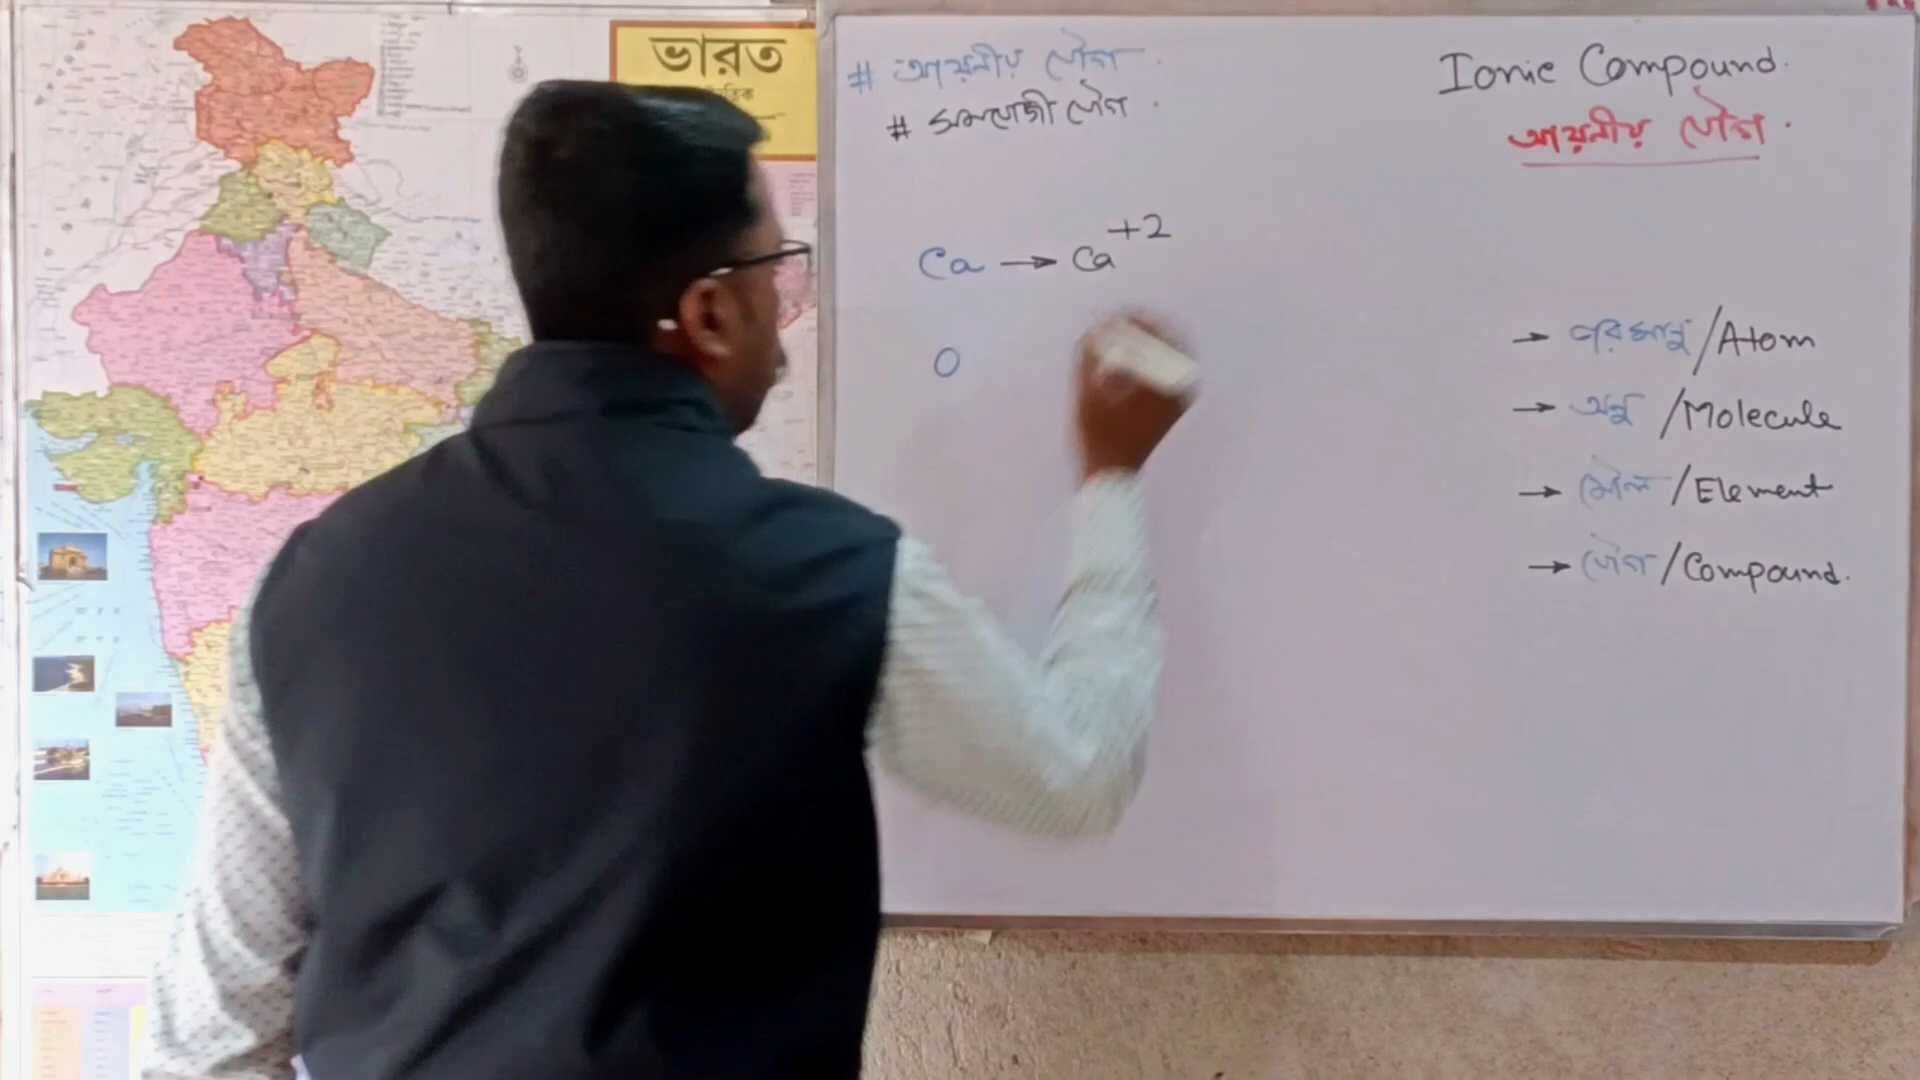 ভারত
# আয়নীয় যৌগ .
# সমযোজী যৌগ .
Ionic Compound.
আয়নীয় যৌগ .
Ca → Ca +2
O
→ পরমাণু / Atom
→ অণু / Molecule
→ মৌল / Element
→ যৌগ / Compound.